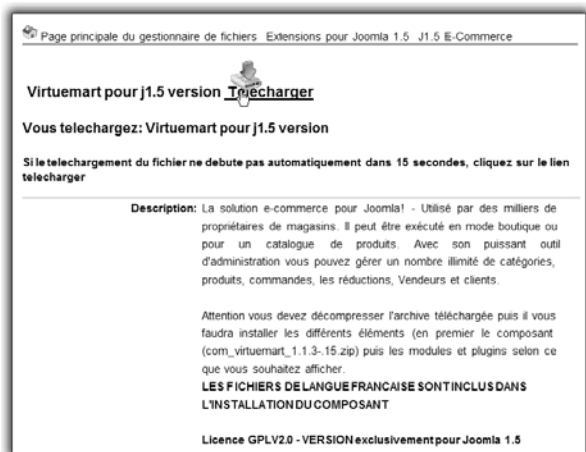 Page principale du gestionnaire de fichiers Extensions pour Joomla 1.5 J1.5 E-Commerce
Virtuemart pour j1.5 version Telecharger
Vous telechargez: Virtuemart pour j1.5 version
Si le telechargement du fichier ne debute pas automatiquement dans 15 secondes, cliquez sur le lien
telecharger
Description: La solution e-commerce pour Joomla! - Utilisé par des milliers de
propriétaires de magasins. Il peut être exécuté en mode boutique ou
pour un catalogue de produits. Avec son puissant outil
d'administration vous pouvez gérer un nombre illimité de catégories,
produits, commandes, les réductions, Vendeurs et clients.
Attention vous devez décompresser l'archive téléchargée puis il vous
faudra installer les différents éléments (en premier le composant
(com_virtuemart_1.1.3-.15.zip) puis les modules et plugins selon ce
que vous souhaitez afficher.
LES FICHIERS DE LANGUE FRANCAISE SONT INCLUS DANS
L'INSTALLATION DU COMPOSANT
Licence GPLV2.0 - VERSION exclusivement pour Joomla 1.5